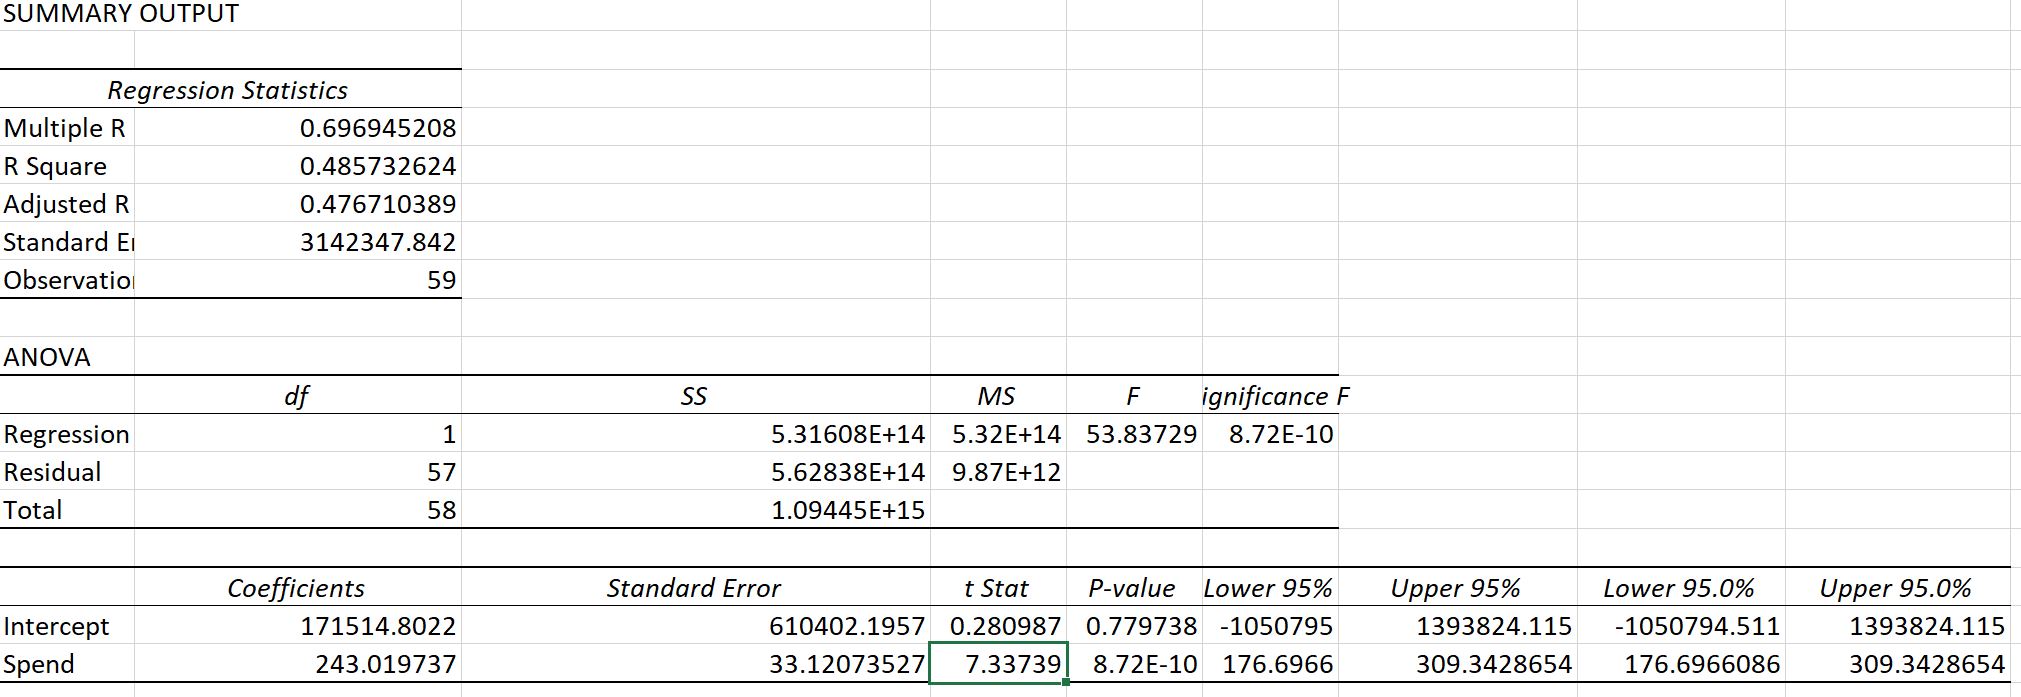 SUMMARY OUTPUT
Regression Statistics
Multiple R 0.696945208
R Square 0.485732624
Adjusted R 0.476710389
Standard Er 3142347.842
Observation 59
ANOVA
df SS MS F ignificance F
Regression 1 5.31608E+14 5.32E+14 53.83729 8.72E-10
Residual 57 5.62838E+14 9.87E+12
Total 58 1.09445E+15
Coefficients Standard Error t Stat P-value Lower 95% Upper 95% Lower 95.0% Upper 95.0%
Intercept 171514.8022 610402.1957 0.280987 0.779738 -1050795 1393824.115 -1050794.511 1393824.115
Spend 243.019737 33.12073527 7.33739 8.72E-10 176.6966 309.3428654 176.6966086 309.3428654